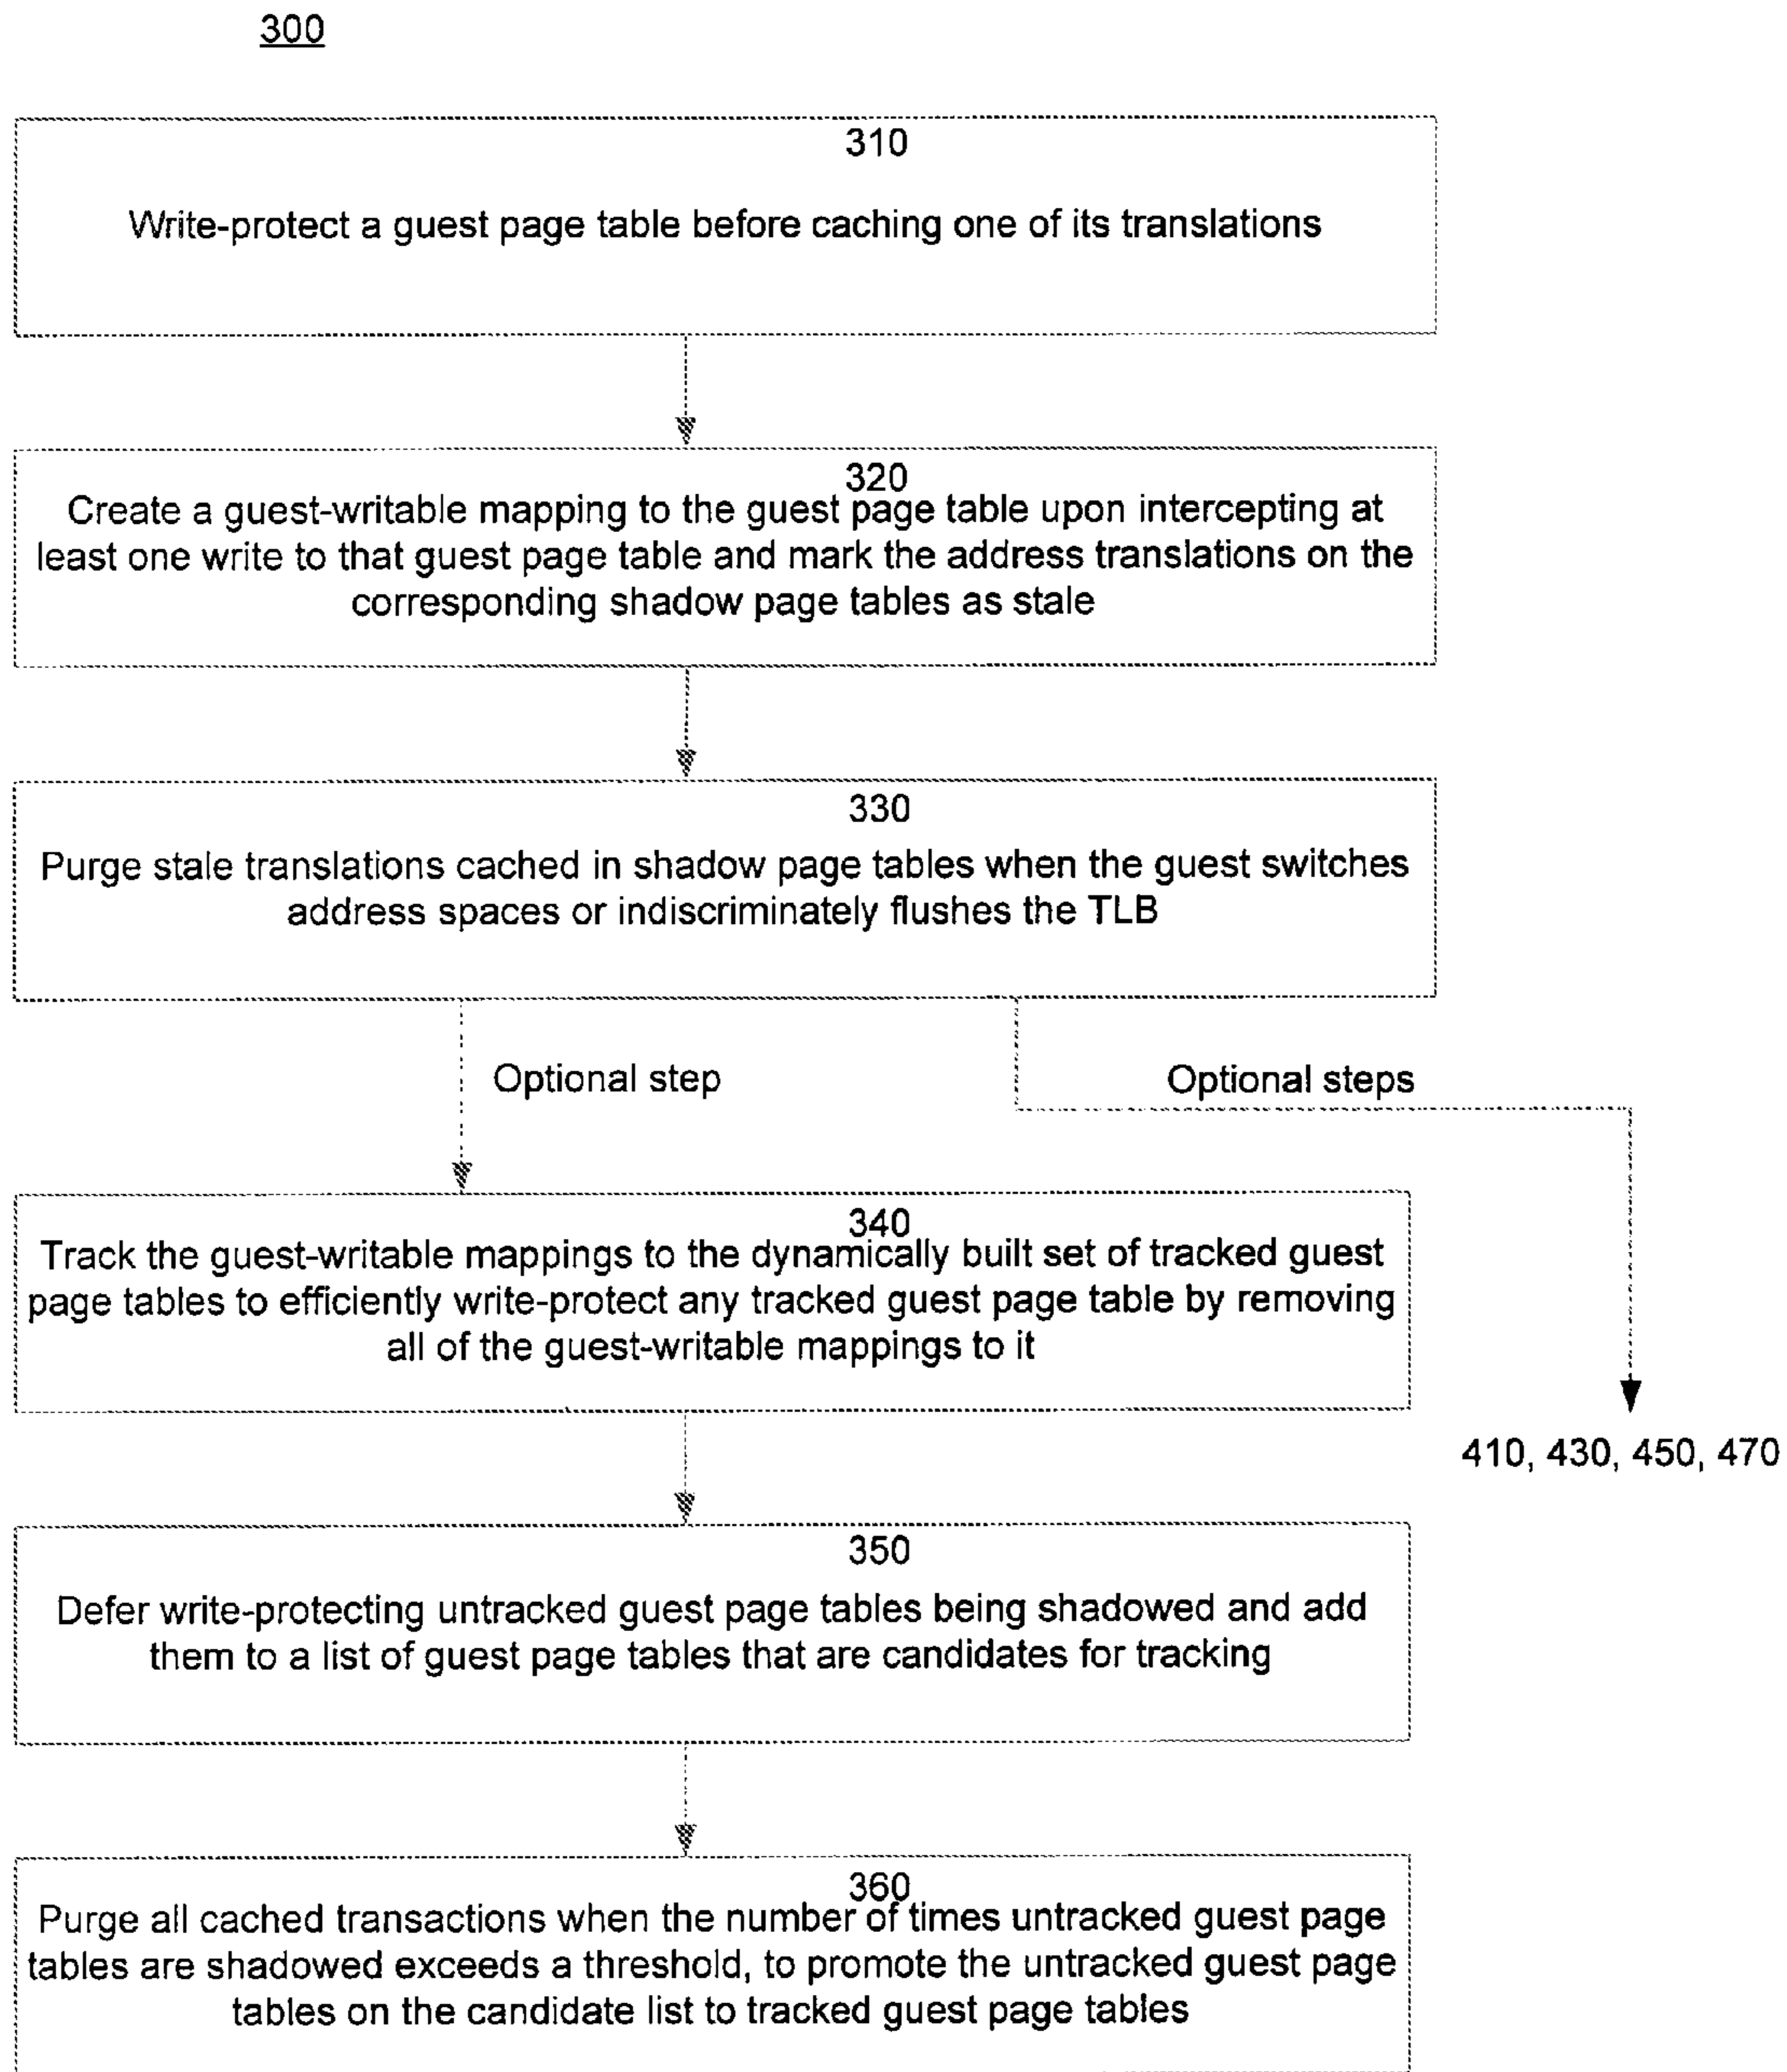 300
310
Write-protect a guest page table before caching one of its translations
320
Create a guest-writable mapping to the guest page table upon intercepting at
least one write to that guest page table and mark the address translations on the
corresponding shadow page tables as stale
330
Purge stale translations cached in shadow page tables when the guest switches
address spaces or indiscriminately flushes the TLB
Optional step
Optional steps
340
Track the guest-writable mappings to the dynamically built set of tracked guest
page tables to efficiently write-protect any tracked guest page table by removing
all of the guest-writable mappings to it
410, 430, 450, 470
350
Defer write-protecting untracked guest page tables being shadowed and add
them to a list of guest page tables that are candidates for tracking
360
Purge all cached transactions when the number of times untracked guest page
tables are shadowed exceeds a threshold, to promote the untracked guest page
tables on the candidate list to tracked guest page tables